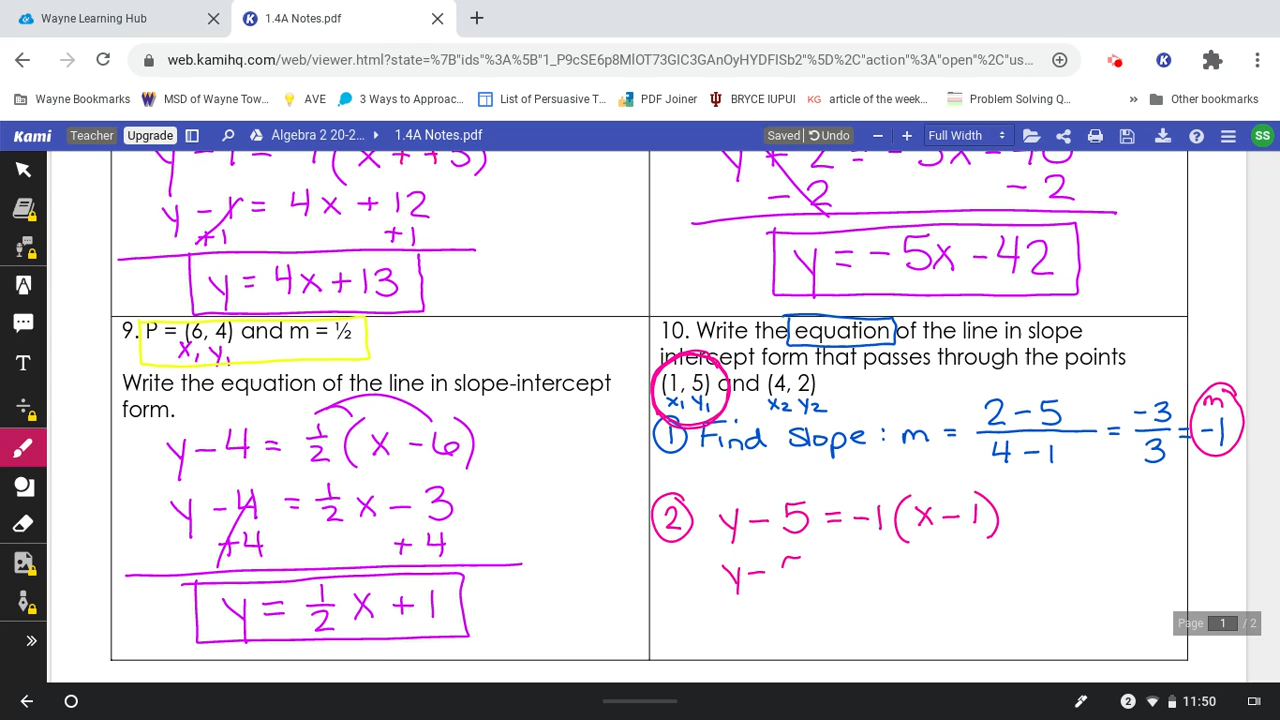 Wayne Learning Hub
1.4A Notes.pdf
web.kamihq.com/web/viewer.html?state=%7B"ids"%3A%5B"1_P9cSE6p8MlOT73GIC3GAnOyHYDFISb2"%5D%2C"action"%3A"open"%2C"us...
Wayne Bookmarks
MSD of Wayne Tow...
AVE
3 Ways to Approac...
List of Persuasive T...
PDF Joiner
BRYCE IUPUI
KG article of the week...
Problem Solving Q...
Other bookmarks
Kami
Teacher
Upgrade
Algebra 2 20-2...
1.4A Notes.pdf
Saved
Undo
Full Width
SS
y - 1 = 4x + 12
+1 +1
y = 4x + 13
- 2 - 2
y = -5x - 42
9. P = (6, 4) and m = ½
x₁ y₁
Write the equation of the line in slope-intercept
form.
y - 4 = 1/2 (x - 6)
y - 4 = 1/2 x - 3
+4 + 4
y = 1/2 x + 1
10. Write the equation of the line in slope
intercept form that passes through the points
(1, 5) and (4, 2)
x₁ y₁ x₂ y₂
① Find Slope: m = 2 - 5 / 4 - 1 = -3 / 3 = -1
m
② y - 5 = -1 (x - 1)
y -
Page 1 / 2
2
11:50